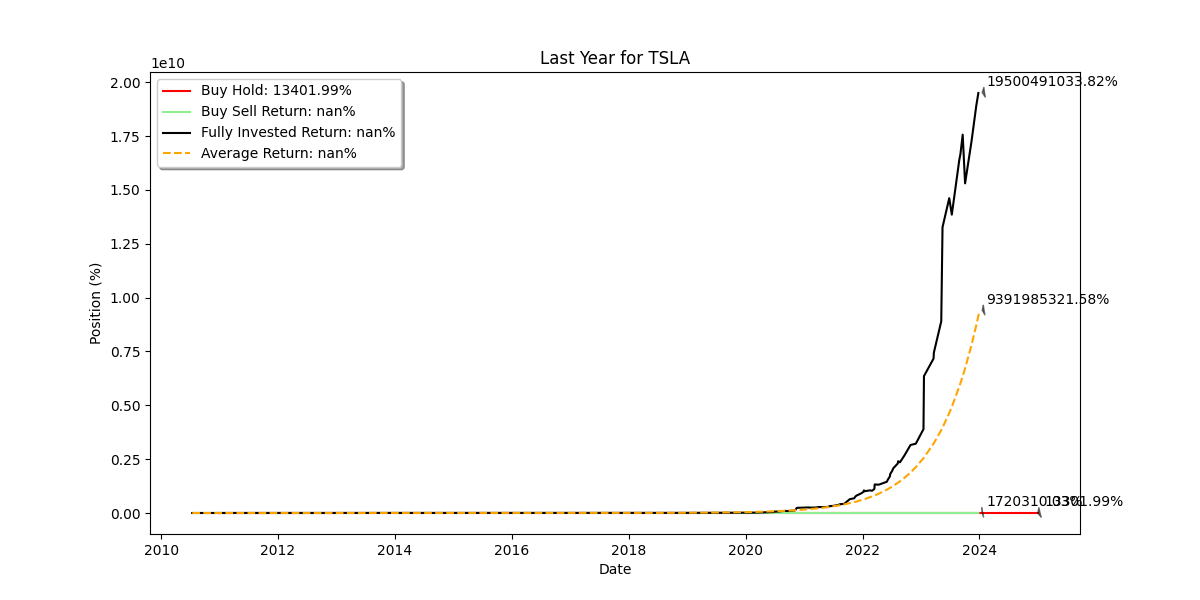 Last Year for TSLA
1e10
Buy Hold: 13401.99%
Buy Sell Return: nan%
Fully Invested Return: nan%
Average Return: nan%
2.00
1.75
1.50
1.25
1.00
0.75
0.50
0.25
0.00
Position (%)
19500491033.82%
9391985321.58%
13401.99%
2010
2012
2014
2016
2018
2020
2022
2024
Date